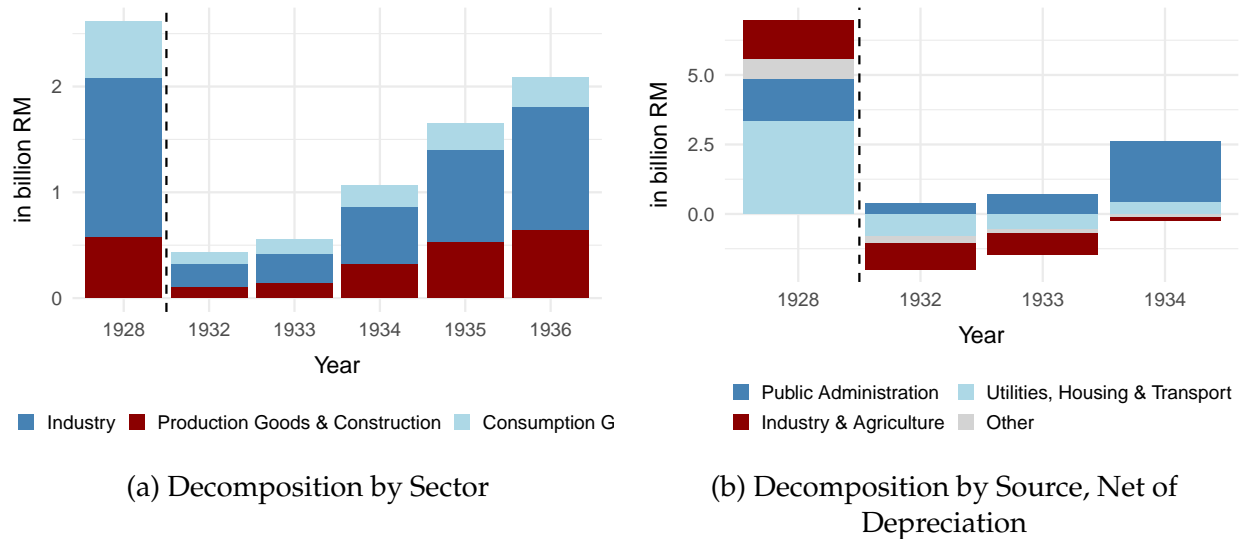 in billion RM
2
1
0
1928 1932 1933 1934 1935 1936
Year
Industry Production Goods & Construction Consumption G
(a) Decomposition by Sector
in billion RM
5.0
2.5
0.0
1928 1932 1933 1934
Year
Public Administration Utilities, Housing & Transport
Industry & Agriculture Other
(b) Decomposition by Source, Net of
Depreciation